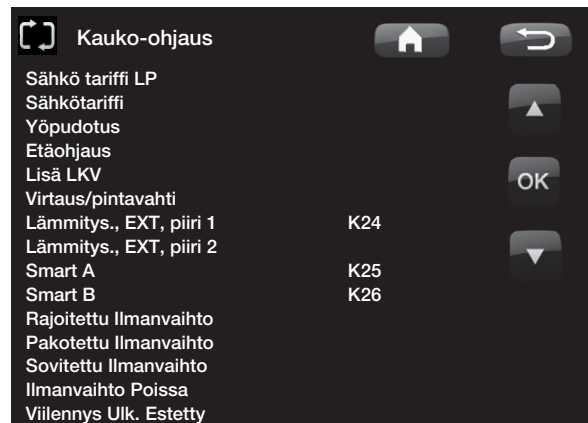 Kauko-ohjaus
Sähkö tariffi LP
Sähkötariffi
Yöpudotus
Etäohjaus
Lisä LKV
OK
Virtaus/pintavahti
Lämmitys., EXT, piiri 1 K24
Lämmitys., EXT, piiri 2
Smart A K25
Smart B K26
Rajoitettu Ilmanvaihto
Pakotettu Ilmanvaihto
Sovitettu Ilmanvaihto
Ilmanvaihto Poissa
Viilennys Ulk. Estetty